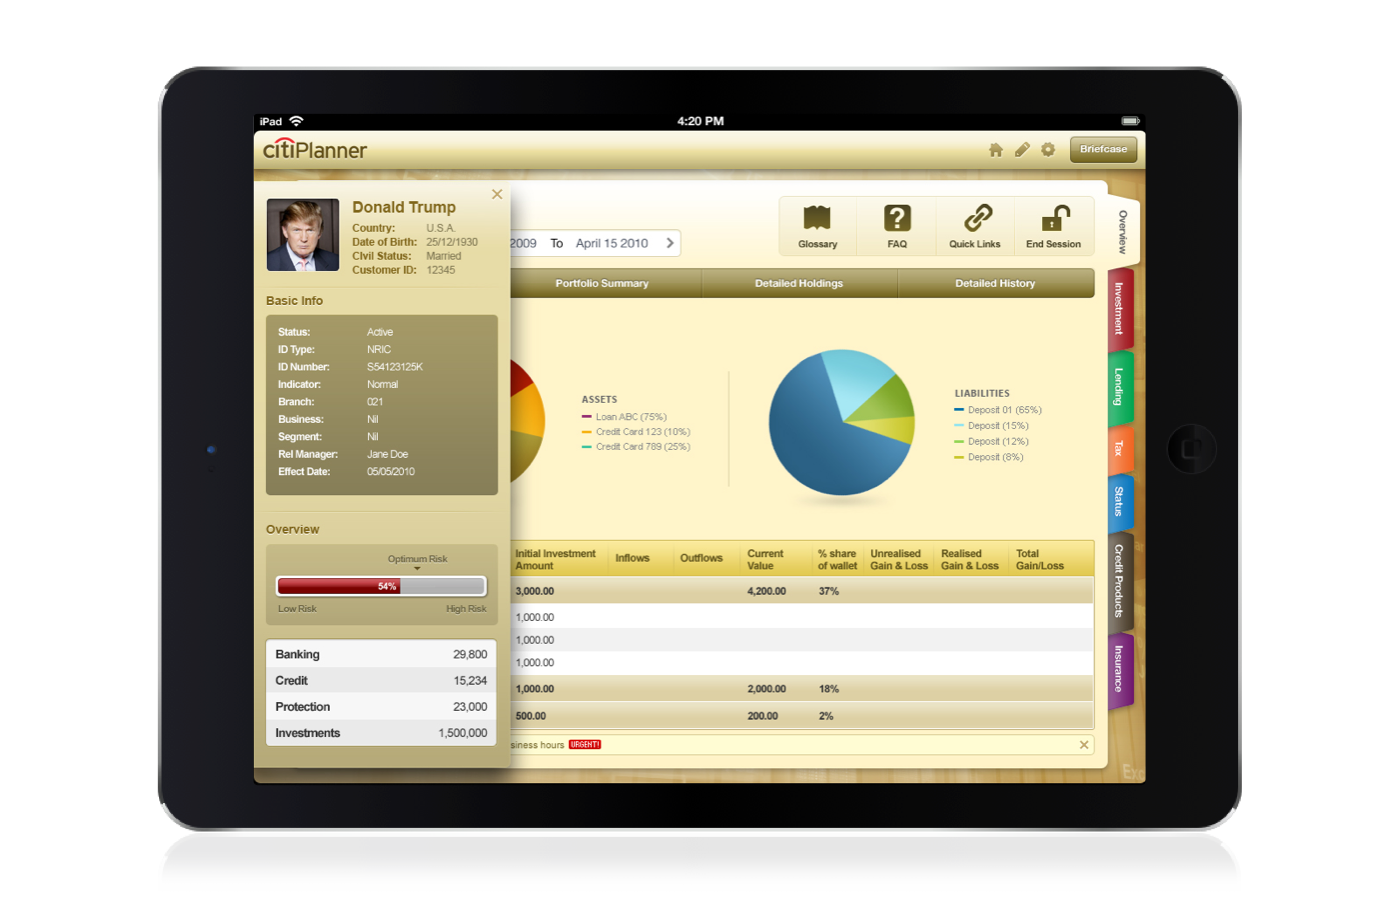 iPad
4:20 PM
citiPlanner
Briefcase
Donald Trump
Country: U.S.A.
Date of Birth: 25/12/1930
Civil Status: Married
Customer ID: 12345
Basic Info
Status: Active
ID Type: NRIC
ID Number: S54123125K
Indicator: Normal
Branch: 021
Business: Nil
Segment: Nil
Rel Manager: Jane Doe
Effect Date: 05/05/2010
Overview
Optimum Risk
54%
Low Risk High Risk
Banking 29,800
Credit 15,234
Protection 23,000
Investments 1,500,000
2009 To April 15 2010
Glossary
FAQ
Quick Links
End Session
Portfolio Summary
Detailed Holdings
Detailed History
ASSETS
Loan ABC (75%)
Credit Card 123 (10%)
Credit Card 789 (25%)
LIABILITIES
Deposit 01 (65%)
Deposit (15%)
Deposit (12%)
Deposit (8%)
Initial Investment Amount
Inflows
Outflows
Current Value
% share of wallet
Unrealised Gain & Loss
Realised Gain & Loss
Total Gain/Loss
3,000.00 4,200.00 37%
1,000.00
1,000.00
1,000.00
1,000.00 2,000.00 18%
500.00 200.00 2%
siness hours URGENT!
Overview
Investment
Lending
Tax
Status
Credit Products
Insurance